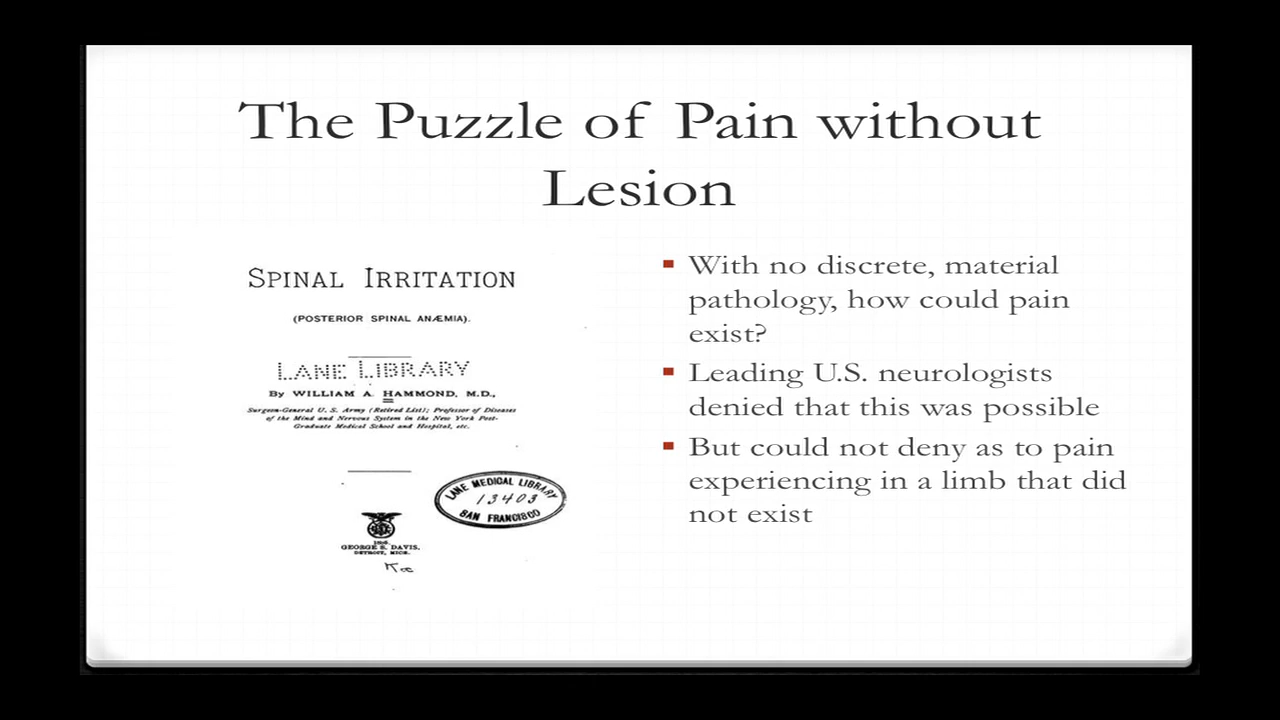 The Puzzle of Pain without
Lesion
SPINAL IRRITATION
(POSTERIOR SPINAL ANÆMIA).
LANE LIBRARY
By WILLIAM A. HAMMOND, M.D.,
Surgeon-General U. S. Army (Retired List); Professor of Diseases
of the Mind and Nervous System in the New York Post-
Graduate Medical School and Hospital, etc.
LANE MEDICAL LIBRARY
13403
SAN FRANCISCO
GEORGE S. DAVIS,
DETROIT, MICH.
With no discrete, material
pathology, how could pain
exist?
Leading U.S. neurologists
denied that this was possible
But could not deny as to pain
experiencing in a limb that did
not exist